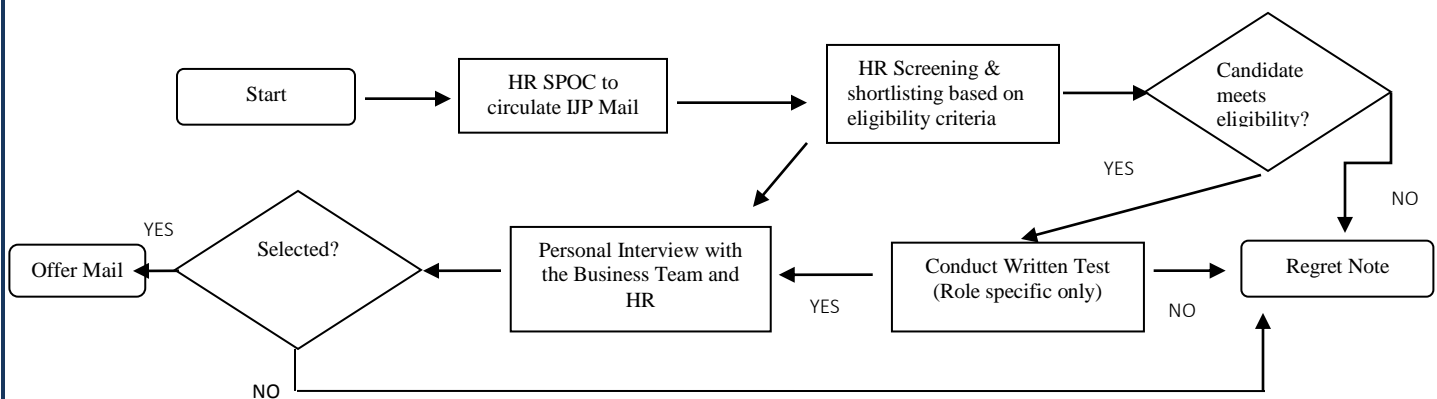 Start
HR SPOC to
circulate IJP Mail
HR Screening &
shortlisting based on
eligibility criteria
Candidate
meets
eligibility?
YES
NO
YES
Offer Mail
Selected?
Personal Interview with
the Business Team and
HR
YES
Conduct Written Test
(Role specific only)
NO
Regret Note
NO